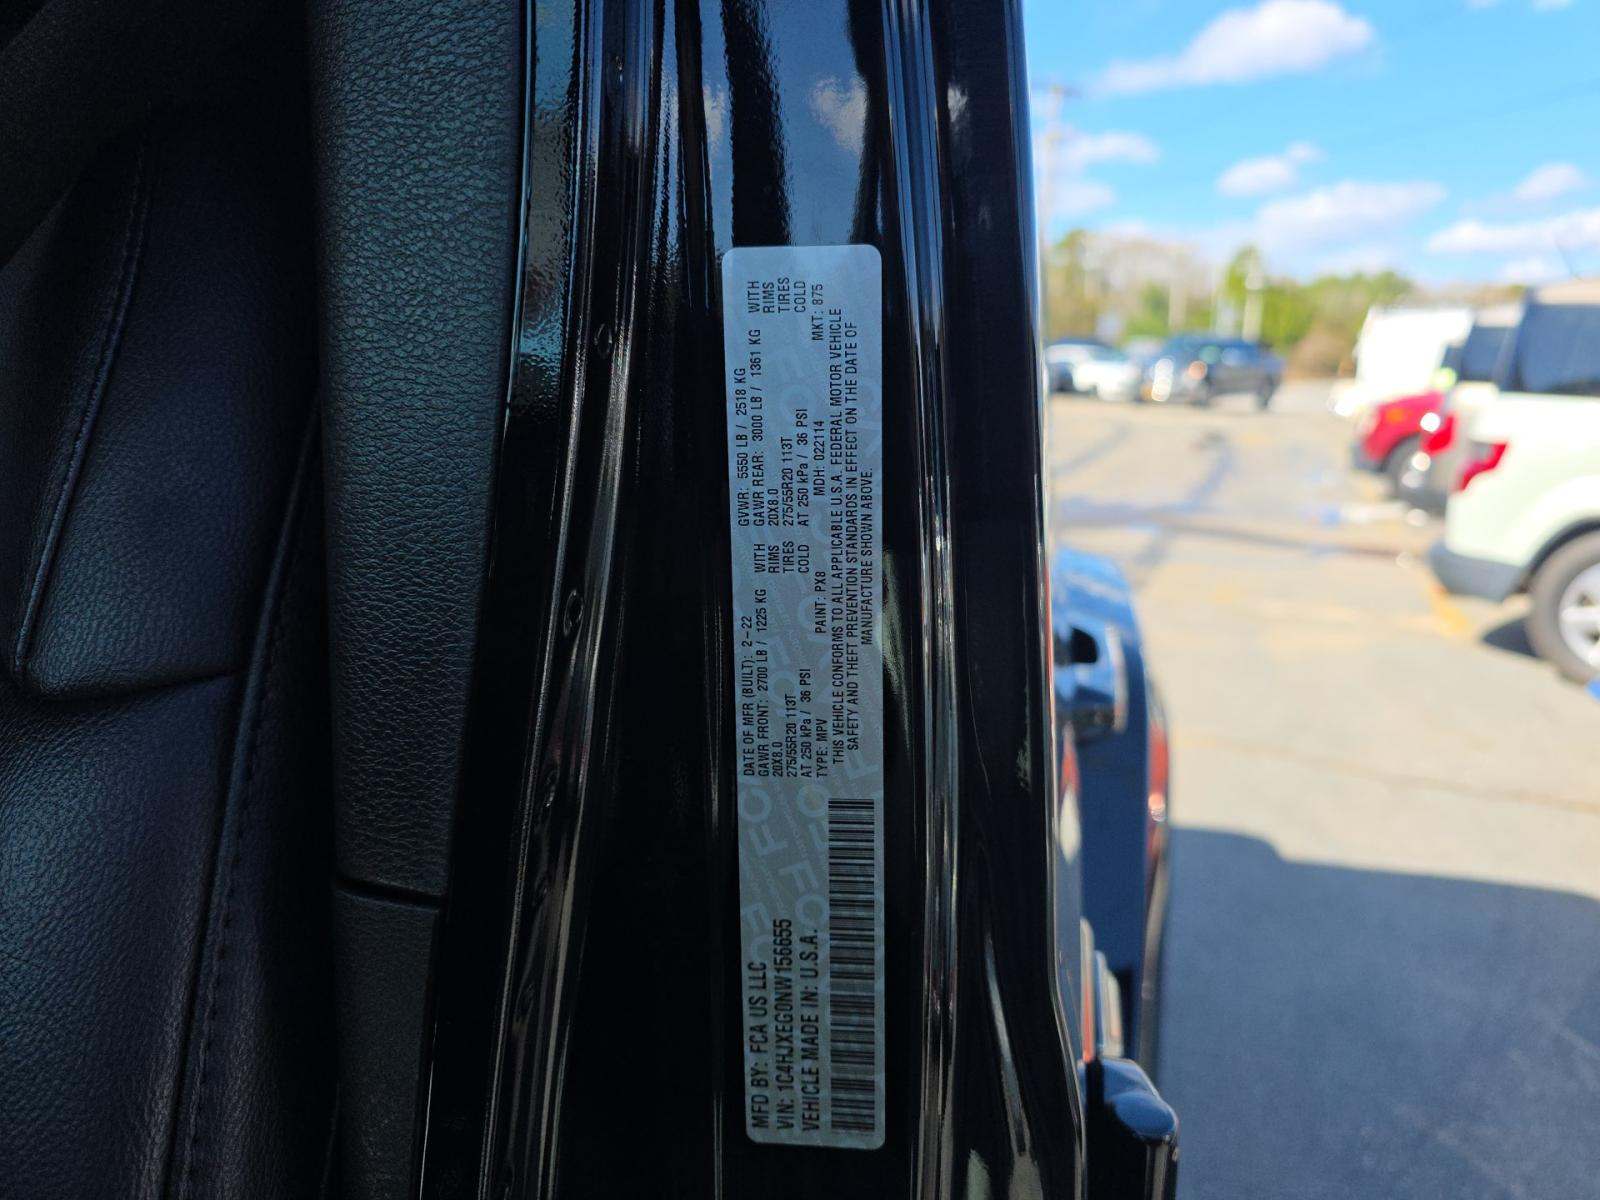 MFD BY: FCA US LLC
VIN: 1C4HJXEG0NW156655
VEHICLE MADE IN: U.S.A.
DATE OF MFR (BUILT): 2-22 GVWR: 5550 LB / 2518 KG
GAWR FRONT: 2700 LB / 1225 KG WITH GAWR REAR: 3000 LB / 1361 KG WITH
20X8.0 RIMS 20X8.0 RIMS
275/55R20 113T TIRES 275/55R20 113T TIRES
AT 250 kPa / 36 PSI COLD AT 250 kPa / 36 PSI COLD
TYPE: MPV PAINT: PX8 MDH: 022114 MKT: 875
THIS VEHICLE CONFORMS TO ALL APPLICABLE U.S.A. FEDERAL MOTOR VEHICLE
SAFETY AND THEFT PREVENTION STANDARDS IN EFFECT ON THE DATE OF
MANUFACTURE SHOWN ABOVE.